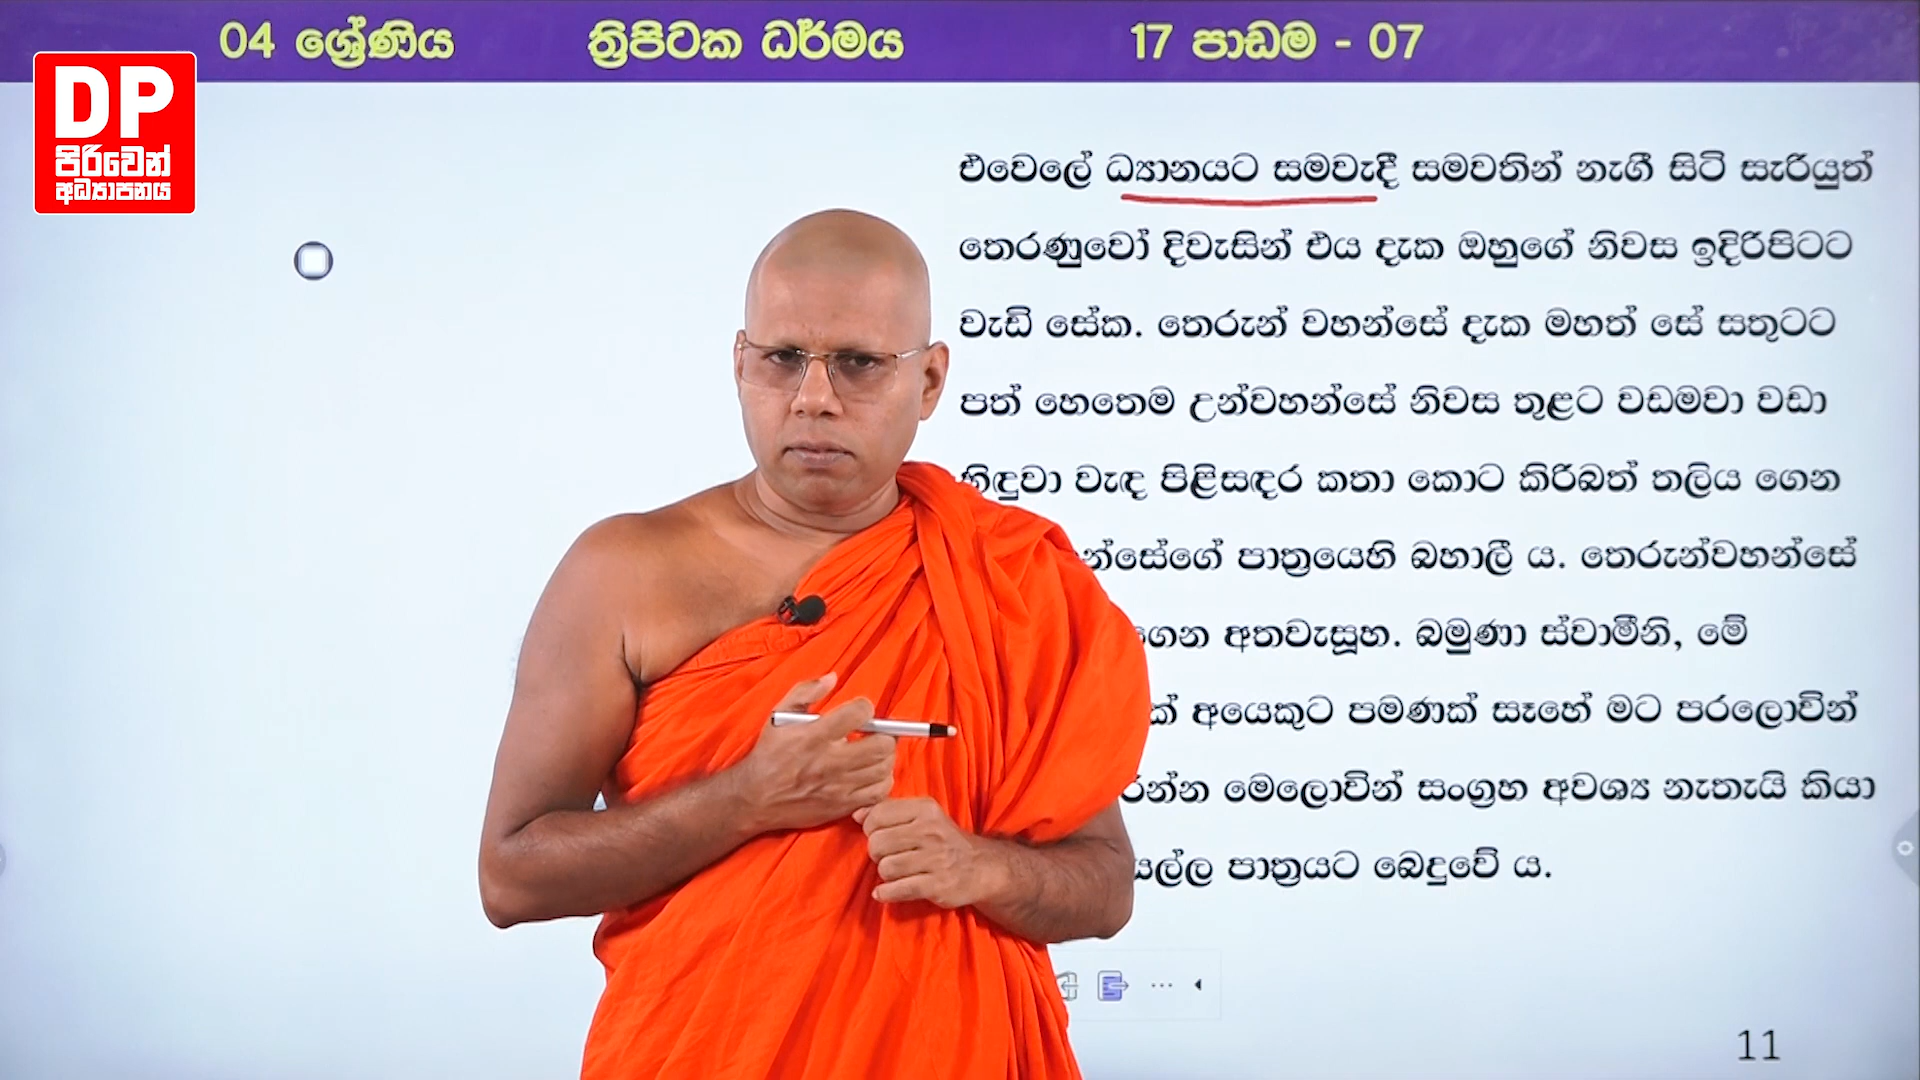 04 ශ්‍රේණිය ත්‍රිපිටක ධර්මය 17 පාඩම - 07
DP
පිරිවෙන්
අධ්‍යාපනය
එවෙලේ ධ්‍යානයට සමවැදී සමවතින් නැගී සිටි සැරියුත්
තෙරණුවෝ දිවැසින් එය දැක ඔහුගේ නිවස ඉදිරිපිටට
වැඩි සේක. තෙරුන් වහන්සේ දැක මහත් සේ සතුටට
පත් හෙතෙම උන්වහන්සේ නිවස තුළට වඩමවා වඩා
හිඳුවා වැඳ පිළිසඳර කතා කොට කිරිබත් තලිය ගෙන
පාත්‍රයෙහි බහාලී ය. තෙරුන්වහන්සේ
අතවැසූහ. බමුණා ස්වාමීනි, මේ
අයෙකුට පමණක් සෑහේ මට පරලොවින්
මෙලොවින් සංග්‍රහ අවශ්‍ය නැතැයි කියා
පාත්‍රයට බෙදුවේ ය.
11